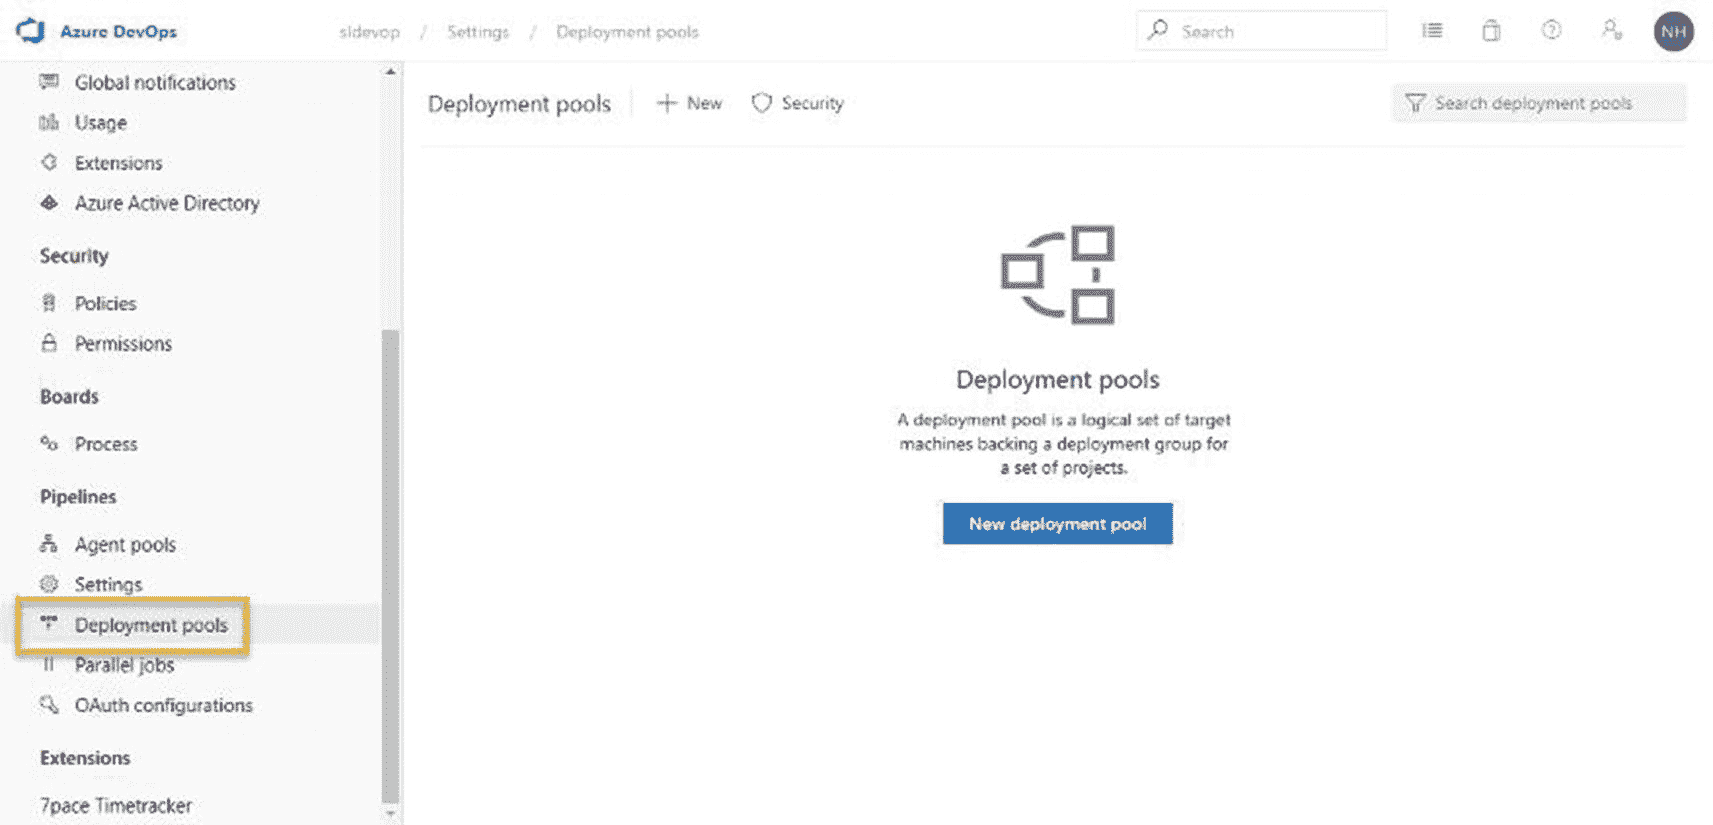 Azure DevOps
sldevop / Settings / Deployment pools
Search
NH
Global notifications
Usage
Extensions
Azure Active Directory
Security
Policies
Permissions
Boards
Process
Pipelines
Agent pools
Settings
Deployment pools
Parallel jobs
OAuth configurations
Extensions
7pace Timetracker
Deployment pools
New
Security
Search deployment pools
Deployment pools
A deployment pool is a logical set of target
machines backing a deployment group for
a set of projects.
New deployment pool